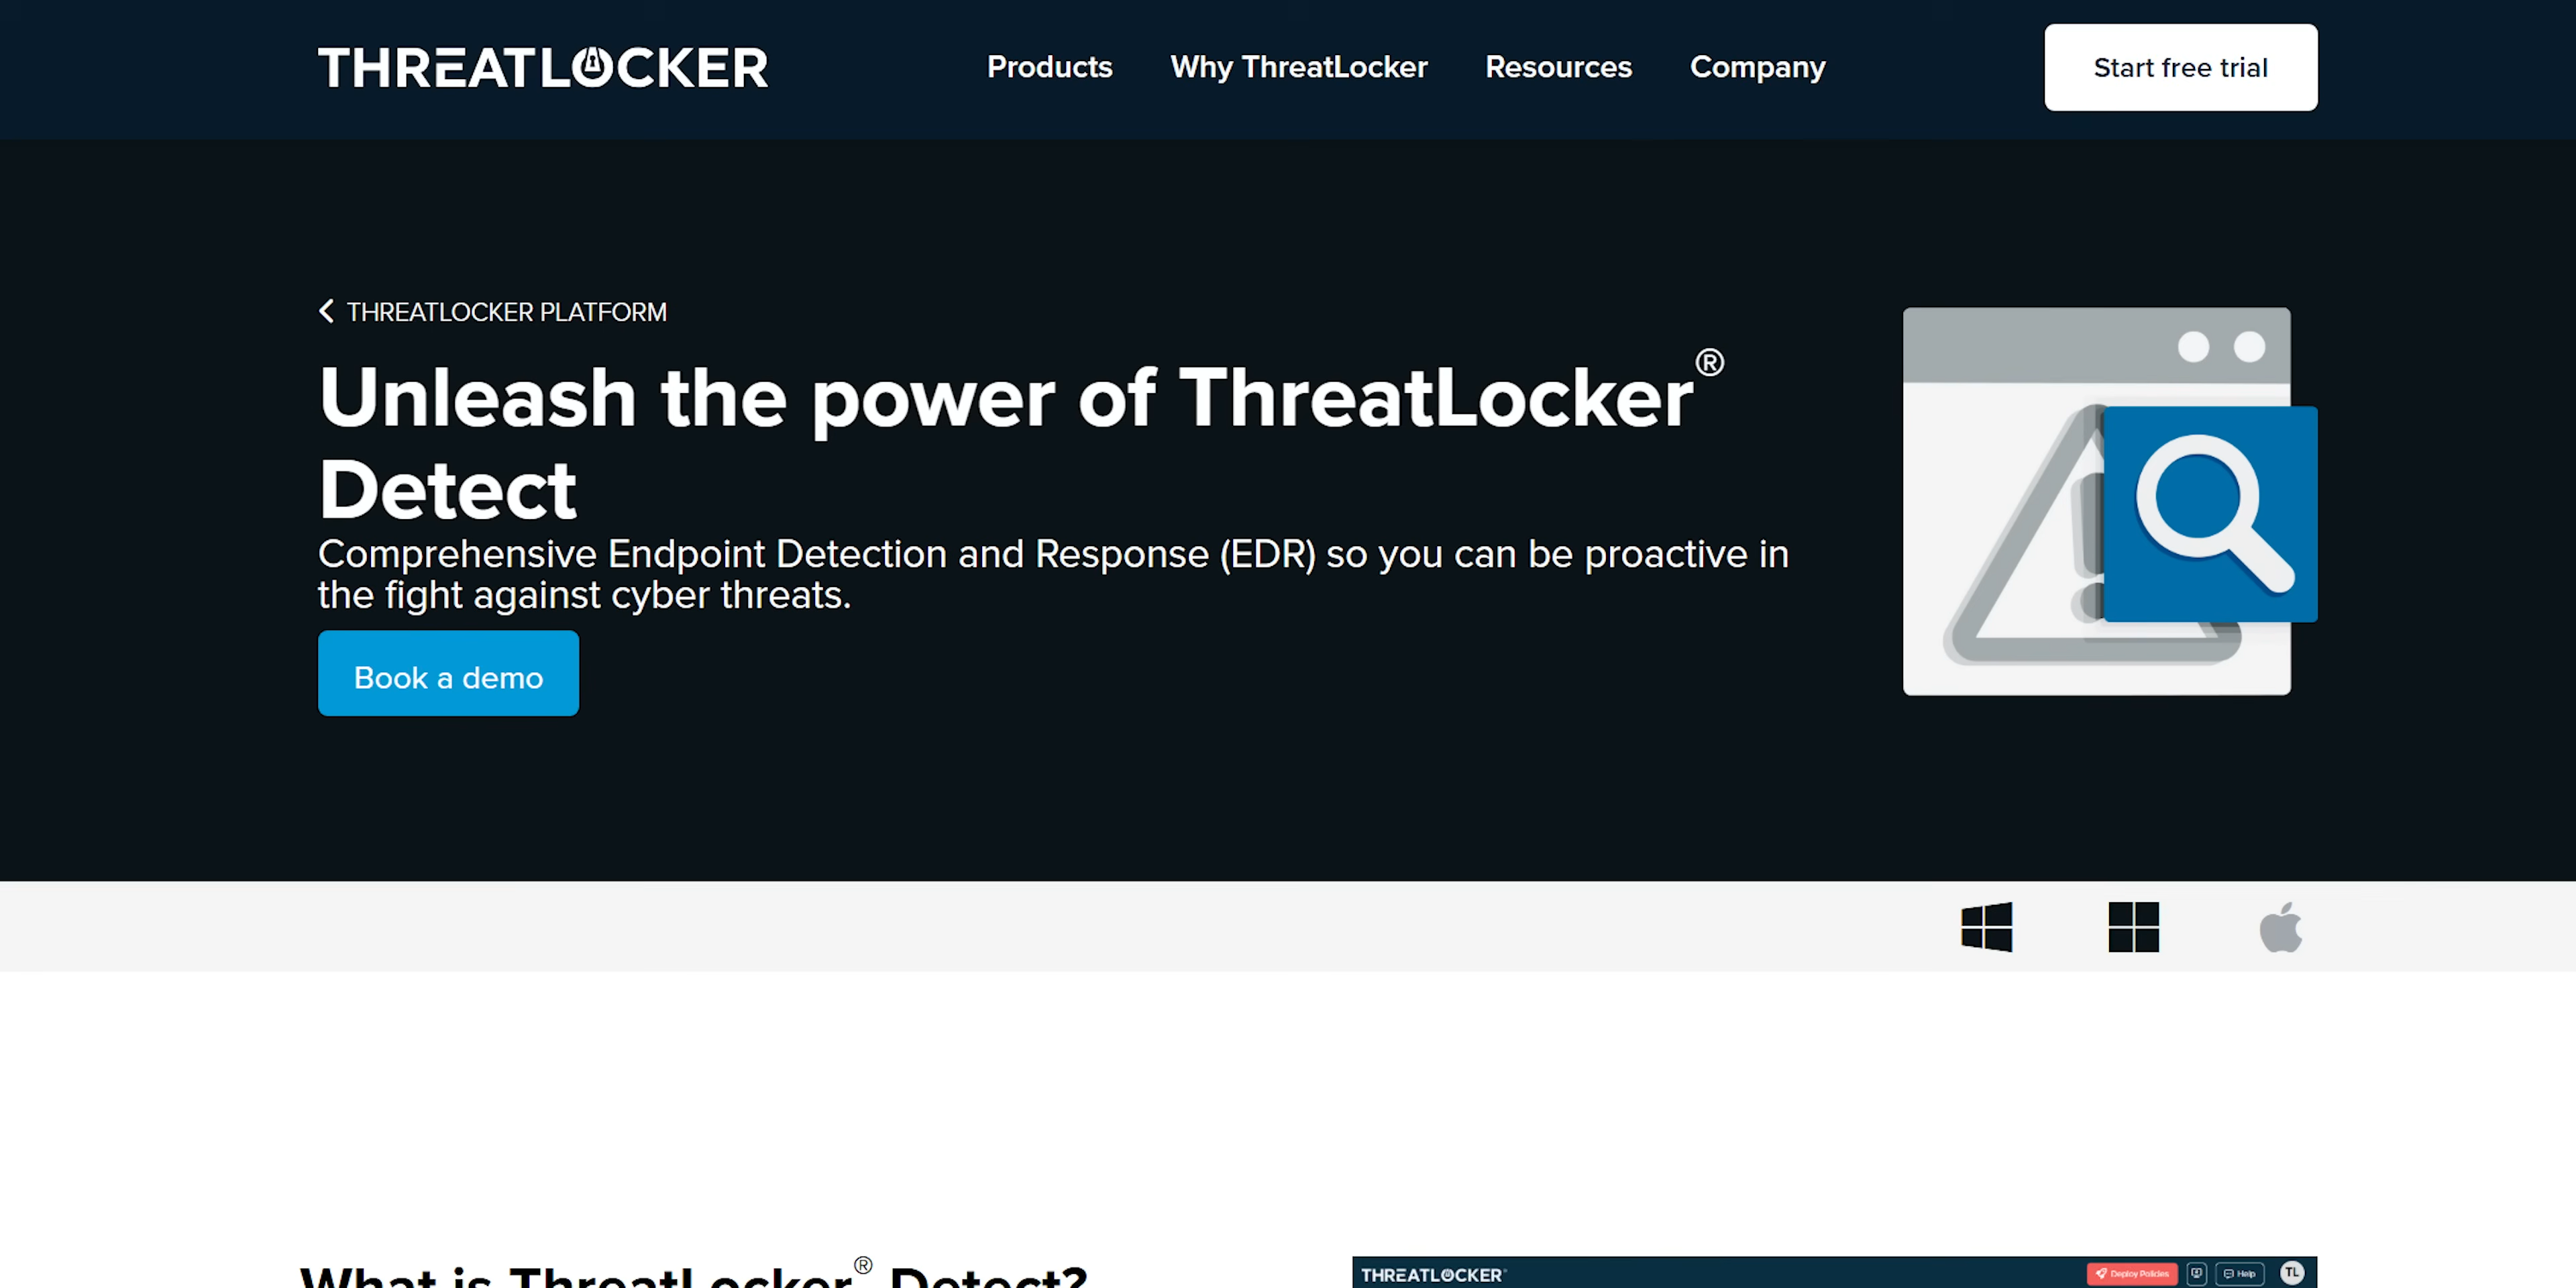 THREATLOCKER
Products Why ThreatLocker Resources Company
Start free trial
THREATLOCKER PLATFORM
Unleash the power of ThreatLocker®
Detect
Comprehensive Endpoint Detection and Response (EDR) so you can be proactive in
the fight against cyber threats.
Book a demo
What is ThreatLocker® Detect?
THREATLOCKER
Deploy Policies
Help
TL